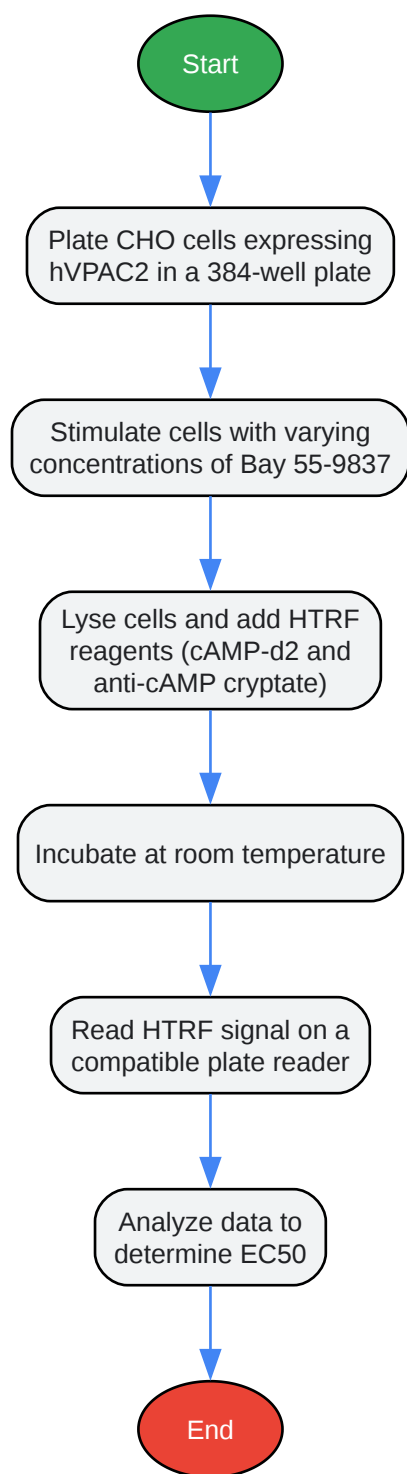 Start
Plate CHO cells expressing
hVPAC2 in a 384-well plate
Stimulate cells with varying
concentrations of Bay 55-9837
Lyse cells and add HTRF
reagents (cAMP-d2 and
anti-cAMP cryptate)
Incubate at room temperature
Read HTRF signal on a
compatible plate reader
Analyze data to
determine EC50
End